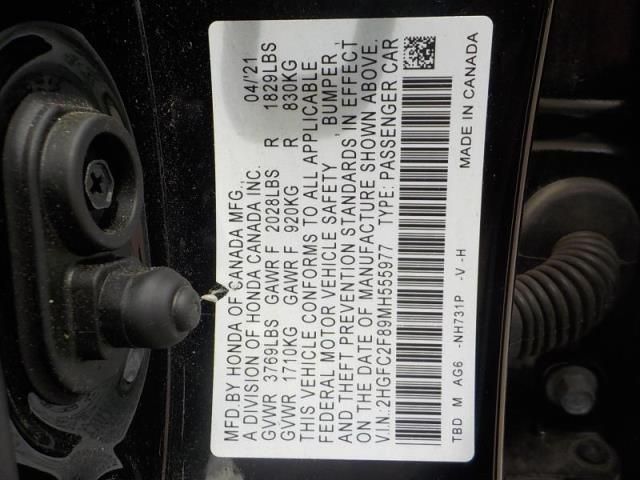 MFD.BY HONDA OF CANADA MFG., 04/21
A DIVISION OF HONDA CANADA INC.
GVWR 3769LBS GAWR F 2028LBS R 1829LBS
GVWR 1710KG GAWR F 920KG R 830KG
THIS VEHICLE CONFORMS TO ALL APPLICABLE
FEDERAL MOTOR VEHICLE SAFETY, BUMPER,
AND THEFT PREVENTION STANDARDS IN EFFECT
ON THE DATE OF MANUFACTURE SHOWN ABOVE.
V.I.N.:2HGFC2F89MH555977 TYPE: PASSENGER CAR
TBD M AG6 -NH731P -V -H MADE IN CANADA